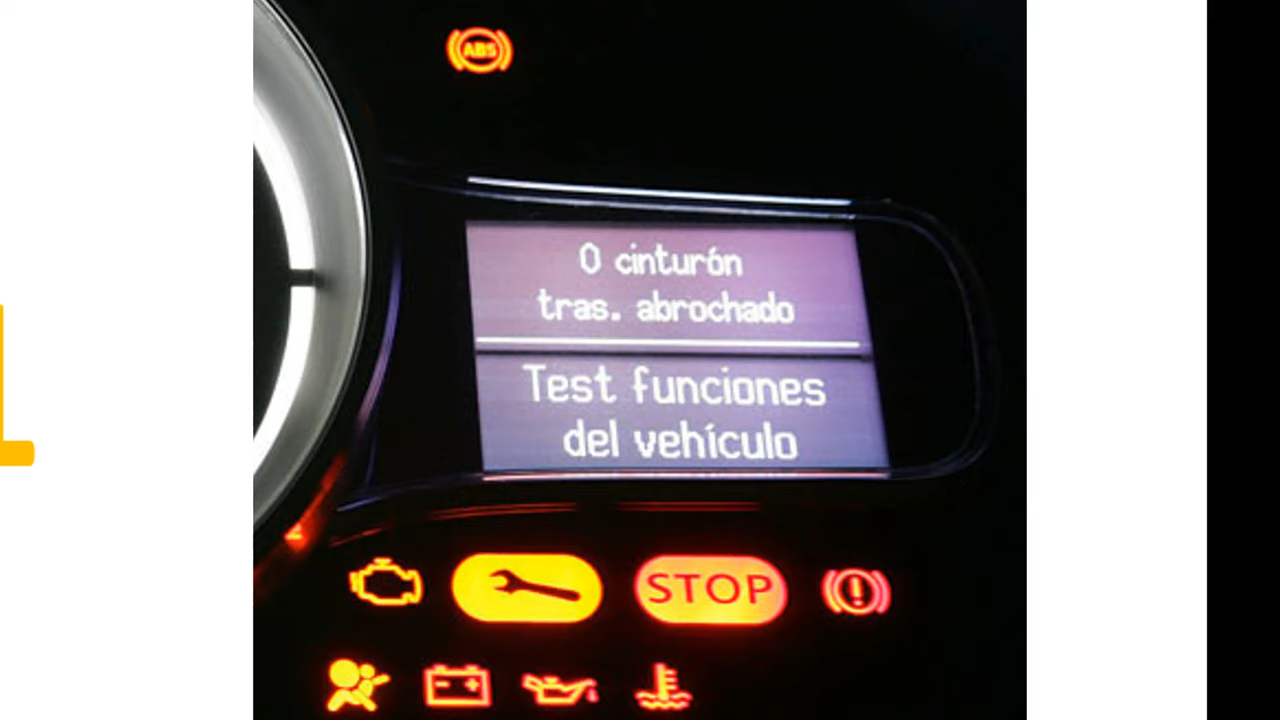 ABS
0 cinturón
tras. abrochado
Test funciones
del vehículo
STOP